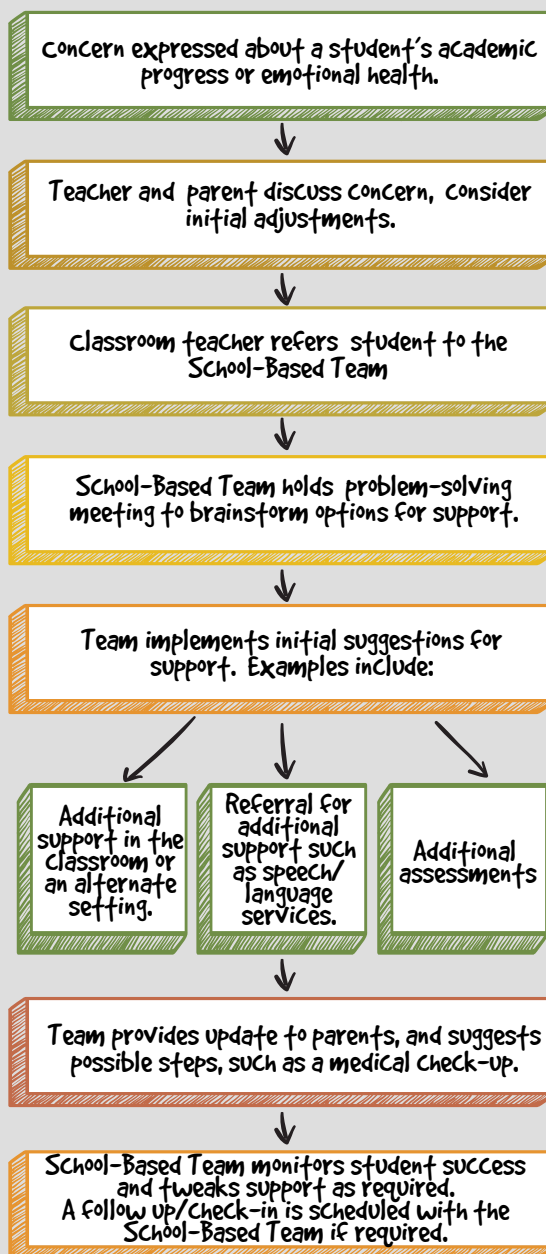 Concern expressed about a student's academic
progress or emotional health.
Teacher and parent discuss concern, consider
initial adjustments.
Classroom teacher refers student to the
School-Based Team
School-Based Team holds problem-solving
meeting to brainstorm options for support.
Team implements initial suggestions for
support. Examples include:
Additional
support in the
classroom or
an alternate
setting.
Referral for
additional
support such
as speech/
language
services.
Additional
assessments
Team provides update to parents, and suggests
possible steps, such as a medical check-up.
School-Based Team monitors student success
and tweaks support as required.
A follow up/check-in is scheduled with the
School-Based Team if required.